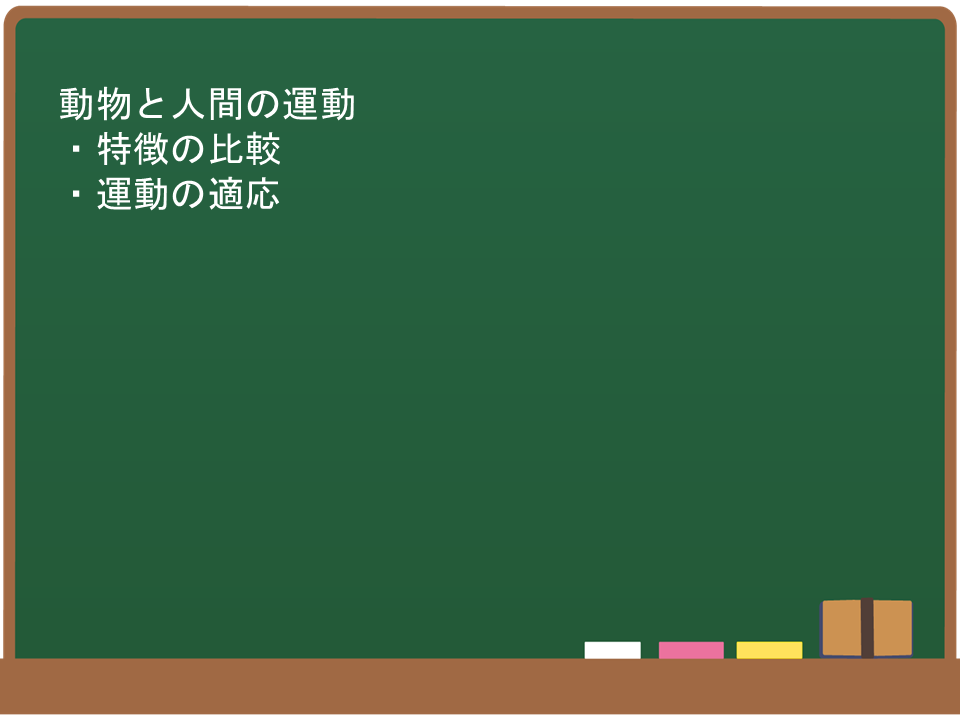 動物と人間の運動
・特徴の比較
・運動の適応